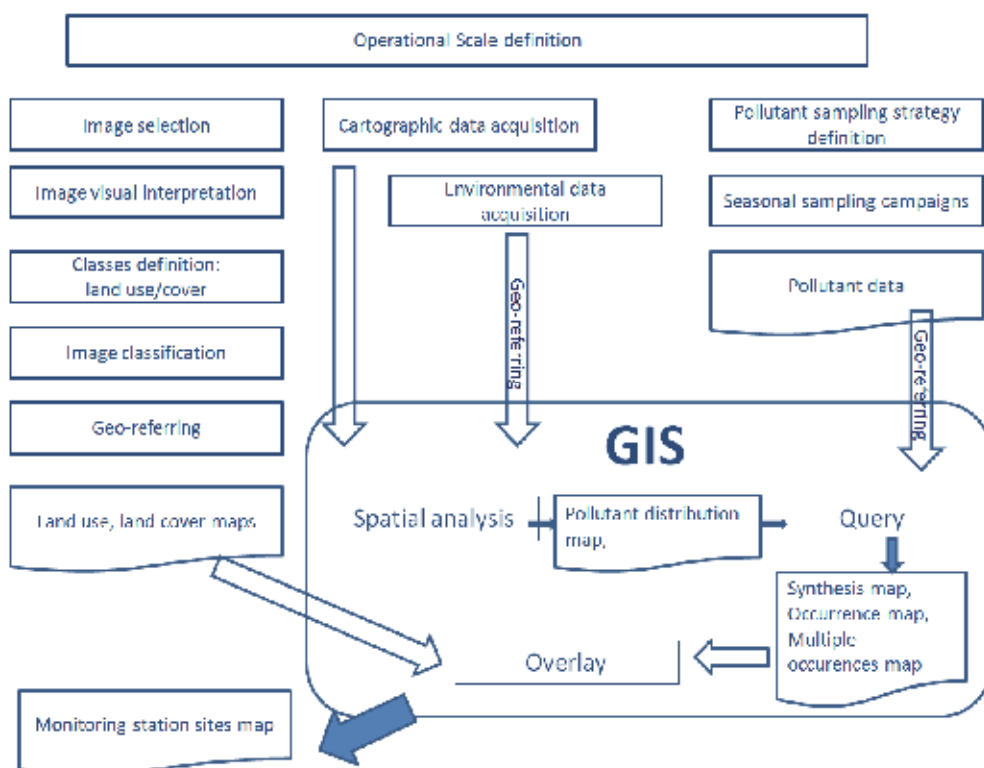 Operational Scale definition
Image selection
Image visual interpretation
Classes definition:
land use/cover
Image classification
Geo-referring
Land use, land cover maps
Cartographic data acquisition
Environmental data
acquisition
Geo-referring
Pollutant sampling strategy
definition
Seasonal sampling campaigns
Pollutant data
Geo-referring
GIS
Spatial analysis
Pollutant distribution
map,
Query
Synthesis map,
Occurrence map,
Multiple
occurences map
Overlay
Monitoring station sites map